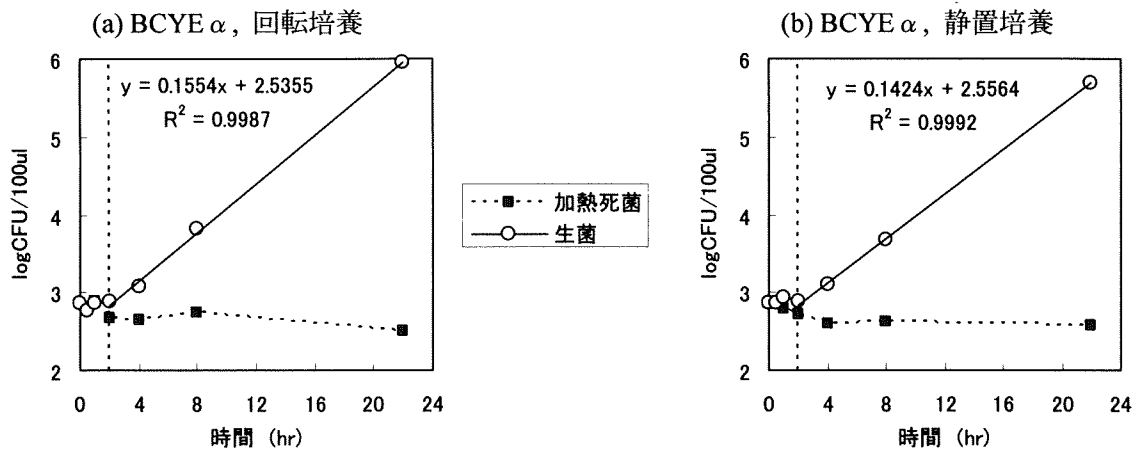 (a) BCYE α, 回転培養
6
5
4
3
2
logCFU/100ul
y = 0.1554x + 2.5355
R² = 0.9987
0 4 8 12 16 20 24
時間 (hr)
加熱死菌
生菌
(b) BCYE α, 静置培養
6
5
4
3
2
logCFU/100ul
y = 0.1424x + 2.5564
R² = 0.9992
0 4 8 12 16 20 24
時間 (hr)